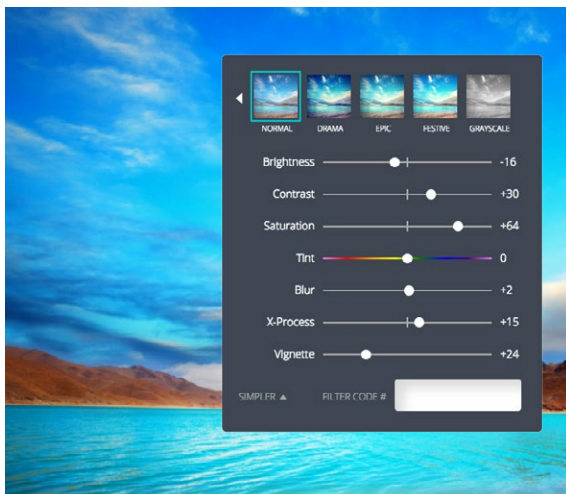 NORMAL DRAMA EPIC FESTIVE GRAYSCALE
Brightness -16
Contrast +30
Saturation +64
Tint 0
Blur +2
X-Process +15
Vignette +24
SIMPLER ▲ FILTER CODE #